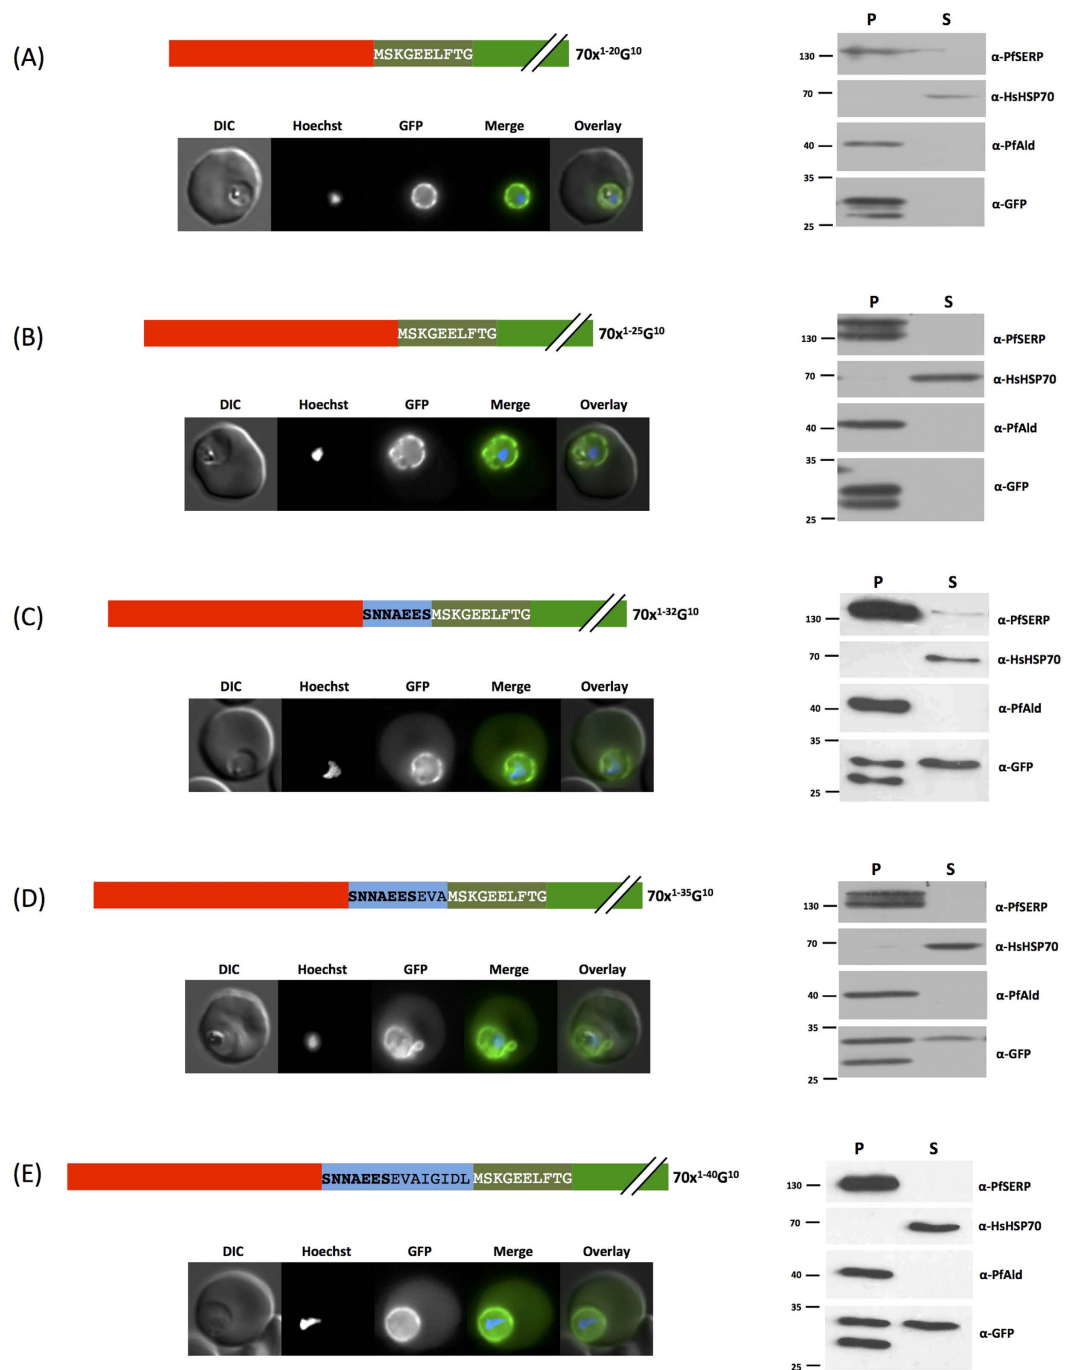 (A)
MSKGEELFTG 70x¹⁻²⁰G¹⁰
DIC Hoechst GFP Merge Overlay
P S
130 α-PfSERP
70 α-HsHSP70
40 α-PfAld
35
α-GFP
25
(B)
MSKGEELFTG 70x¹⁻²⁵G¹⁰
DIC Hoechst GFP Merge Overlay
P S
130 α-PfSERP
70 α-HsHSP70
40 α-PfAld
35
α-GFP
25
(C)
SNNAEESMSKGEELFTG 70x¹⁻³²G¹⁰
DIC Hoechst GFP Merge Overlay
P S
130 α-PfSERP
70 α-HsHSP70
40 α-PfAld
35
α-GFP
25
(D)
SNNAEESEVAMSKGEELFTG 70x¹⁻³⁵G¹⁰
DIC Hoechst GFP Merge Overlay
P S
130 α-PfSERP
70 α-HsHSP70
40 α-PfAld
35
α-GFP
25
(E)
SNNAEESEVAIGIDLMSKGEELFTG 70x¹⁻⁴⁰G¹⁰
DIC Hoechst GFP Merge Overlay
P S
130 α-PfSERP
70 α-HsHSP70
40 α-PfAld
35
α-GFP
25